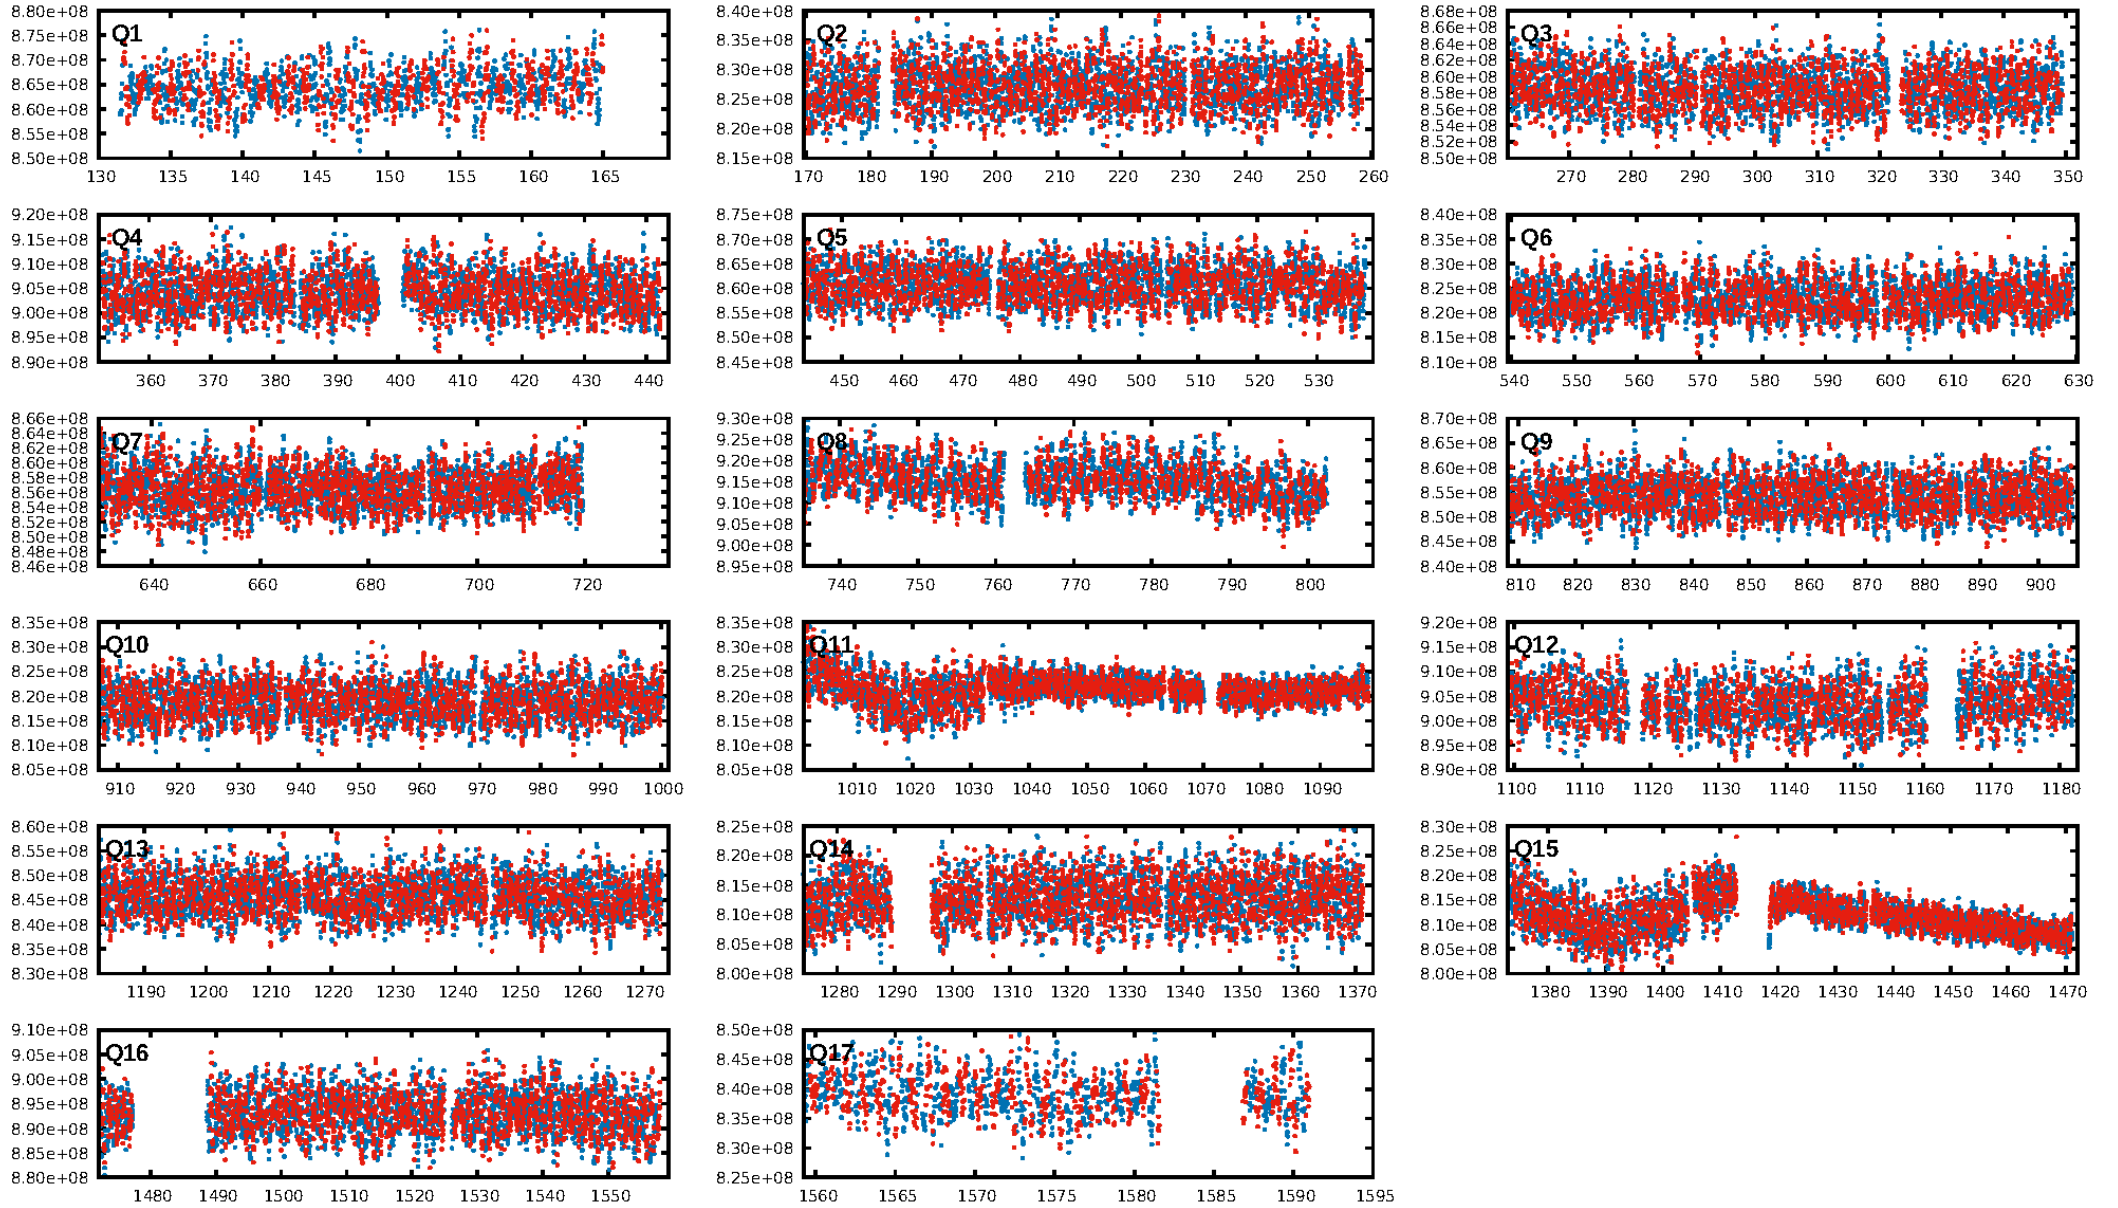 8.80e+08 8.75e+08 8.70e+08 8.65e+08 8.60e+08 8.55e+08 8.50e+08
Q1
130 135 140 145 150 155 160 165
8.40e+08 8.35e+08 8.30e+08 8.25e+08 8.20e+08 8.15e+08
Q2
170 180 190 200 210 220 230 240 250 260
8.68e+08 8.66e+08 8.64e+08 8.62e+08 8.60e+08 8.58e+08 8.56e+08 8.54e+08 8.52e+08 8.50e+08
Q3
270 280 290 300 310 320 330 340 350
9.20e+08 9.15e+08 9.10e+08 9.05e+08 9.00e+08 8.95e+08 8.90e+08
Q4
360 370 380 390 400 410 420 430 440
8.75e+08 8.70e+08 8.65e+08 8.60e+08 8.55e+08 8.50e+08 8.45e+08
Q5
450 460 470 480 490 500 510 520 530
8.40e+08 8.35e+08 8.30e+08 8.25e+08 8.20e+08 8.15e+08 8.10e+08
Q6
540 550 560 570 580 590 600 610 620 630
8.66e+08 8.64e+08 8.62e+08 8.60e+08 8.58e+08 8.56e+08 8.54e+08 8.52e+08 8.50e+08 8.48e+08 8.46e+08
Q7
640 660 680 700 720
9.30e+08 9.25e+08 9.20e+08 9.15e+08 9.10e+08 9.05e+08 9.00e+08 8.95e+08
Q8
740 750 760 770 780 790 800
8.70e+08 8.65e+08 8.60e+08 8.55e+08 8.50e+08 8.45e+08 8.40e+08
Q9
810 820 830 840 850 860 870 880 890 900
8.35e+08 8.30e+08 8.25e+08 8.20e+08 8.15e+08 8.10e+08 8.05e+08
Q10
910 920 930 940 950 960 970 980 990 1000
8.35e+08 8.30e+08 8.25e+08 8.20e+08 8.15e+08 8.10e+08 8.05e+08
Q11
1010 1020 1030 1040 1050 1060 1070 1080 1090
9.20e+08 9.15e+08 9.10e+08 9.05e+08 9.00e+08 8.95e+08 8.90e+08
Q12
1100 1110 1120 1130 1140 1150 1160 1170 1180
8.60e+08 8.55e+08 8.50e+08 8.45e+08 8.40e+08 8.35e+08 8.30e+08
Q13
1190 1200 1210 1220 1230 1240 1250 1260 1270
8.25e+08 8.20e+08 8.15e+08 8.10e+08 8.05e+08 8.00e+08
Q14
1280 1290 1300 1310 1320 1330 1340 1350 1360 1370
8.30e+08 8.25e+08 8.20e+08 8.15e+08 8.10e+08 8.05e+08 8.00e+08
Q15
1380 1390 1400 1410 1420 1430 1440 1450 1460 1470
9.10e+08 9.05e+08 9.00e+08 8.95e+08 8.90e+08 8.85e+08 8.80e+08
Q16
1480 1490 1500 1510 1520 1530 1540 1550
8.50e+08 8.45e+08 8.40e+08 8.35e+08 8.30e+08 8.25e+08
Q17
1560 1565 1570 1575 1580 1585 1590 1595